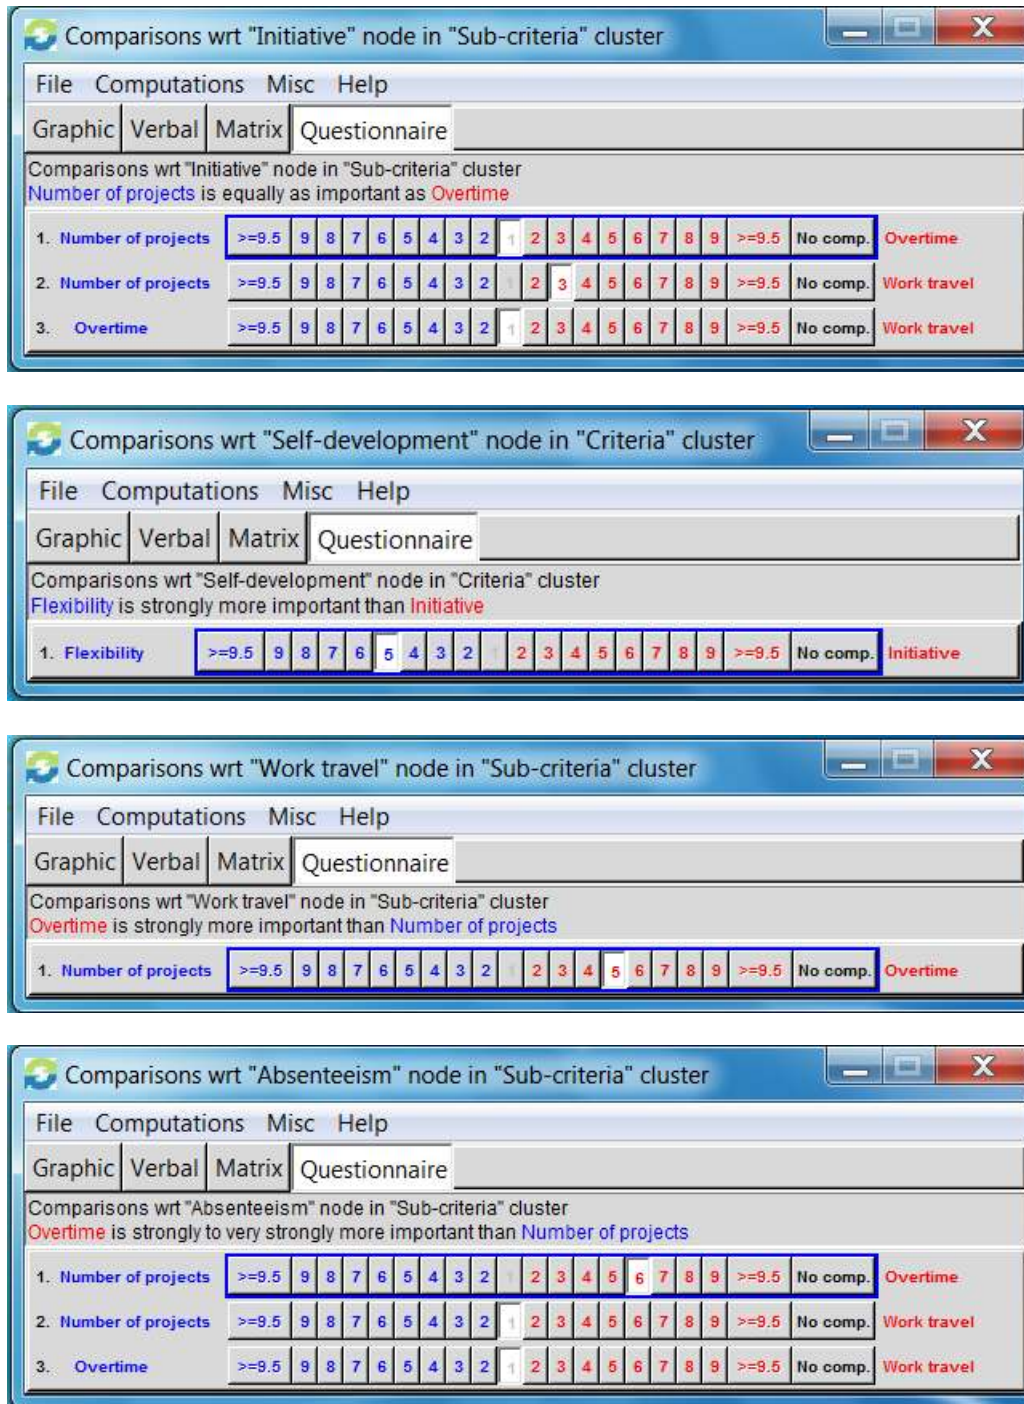 Comparisons wrt "Initiative" node in "Sub-criteria" cluster
File Computations Misc Help
Graphic Verbal Matrix Questionnaire
Comparisons wrt "Initiative" node in "Sub-criteria" cluster
Number of projects is equally as important as Overtime
1. Number of projects >=9.5 9 8 7 6 5 4 3 2 1 2 3 4 5 6 7 8 9 >=9.5 No comp. Overtime
2. Number of projects >=9.5 9 8 7 6 5 4 3 2 1 2 3 4 5 6 7 8 9 >=9.5 No comp. Work travel
3. Overtime >=9.5 9 8 7 6 5 4 3 2 1 2 3 4 5 6 7 8 9 >=9.5 No comp. Work travel
Comparisons wrt "Self-development" node in "Criteria" cluster
File Computations Misc Help
Graphic Verbal Matrix Questionnaire
Comparisons wrt "Self-development" node in "Criteria" cluster
Flexibility is strongly more important than Initiative
1. Flexibility >=9.5 9 8 7 6 5 4 3 2 1 2 3 4 5 6 7 8 9 >=9.5 No comp. Initiative
Comparisons wrt "Work travel" node in "Sub-criteria" cluster
File Computations Misc Help
Graphic Verbal Matrix Questionnaire
Comparisons wrt "Work travel" node in "Sub-criteria" cluster
Overtime is strongly more important than Number of projects
1. Number of projects >=9.5 9 8 7 6 5 4 3 2 1 2 3 4 5 6 7 8 9 >=9.5 No comp. Overtime
Comparisons wrt "Absenteeism" node in "Sub-criteria" cluster
File Computations Misc Help
Graphic Verbal Matrix Questionnaire
Comparisons wrt "Absenteeism" node in "Sub-criteria" cluster
Overtime is strongly to very strongly more important than Number of projects
1. Number of projects >=9.5 9 8 7 6 5 4 3 2 1 2 3 4 5 6 7 8 9 >=9.5 No comp. Overtime
2. Number of projects >=9.5 9 8 7 6 5 4 3 2 1 2 3 4 5 6 7 8 9 >=9.5 No comp. Work travel
3. Overtime >=9.5 9 8 7 6 5 4 3 2 1 2 3 4 5 6 7 8 9 >=9.5 No comp. Work travel